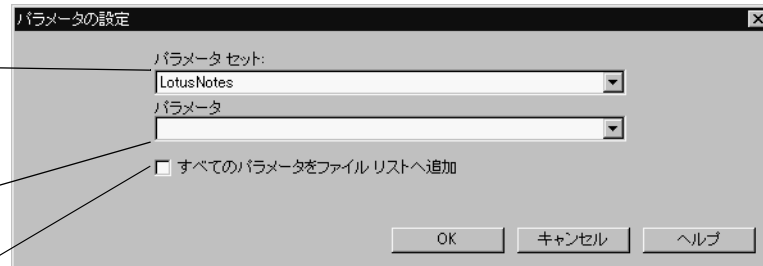 パラメータの設定
パラメータ セット:
LotusNotes
パラメータ
すべてのパラメータをファイル リストへ追加
OK キャンセル ヘルプ